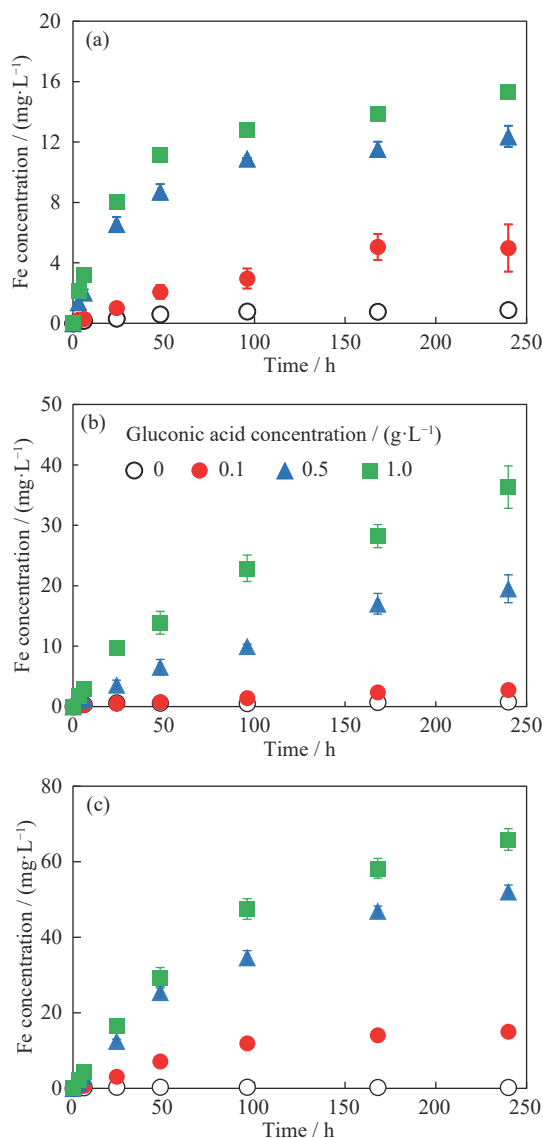 (a)
Fe concentration / (mg·L⁻¹)
20
16
12
8
4
0
0 50 100 150 200 250
Time / h
(b)
Gluconic acid concentration / (g·L⁻¹)
0 0.1 0.5 1.0
Fe concentration / (mg·L⁻¹)
50
40
30
20
10
0
0 50 100 150 200 250
Time / h
(c)
Fe concentration / (mg·L⁻¹)
80
60
40
20
0
0 50 100 150 200 250
Time / h